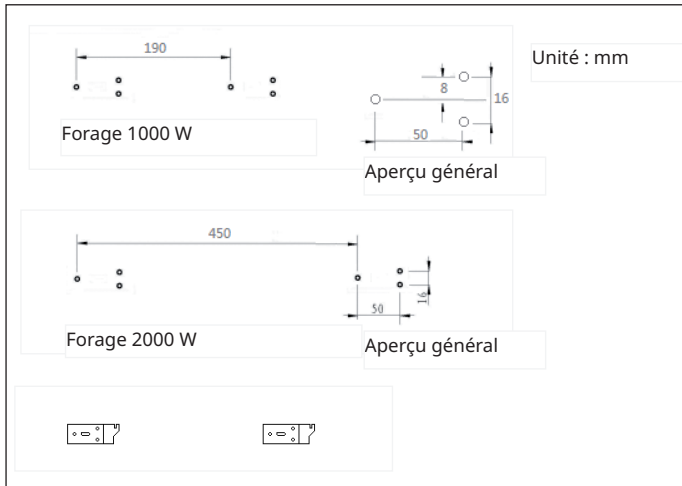 190
Unité : mm
8
16
50
Forage 1000 W
Aperçu général
450
16
50
Forage 2000 W
Aperçu général